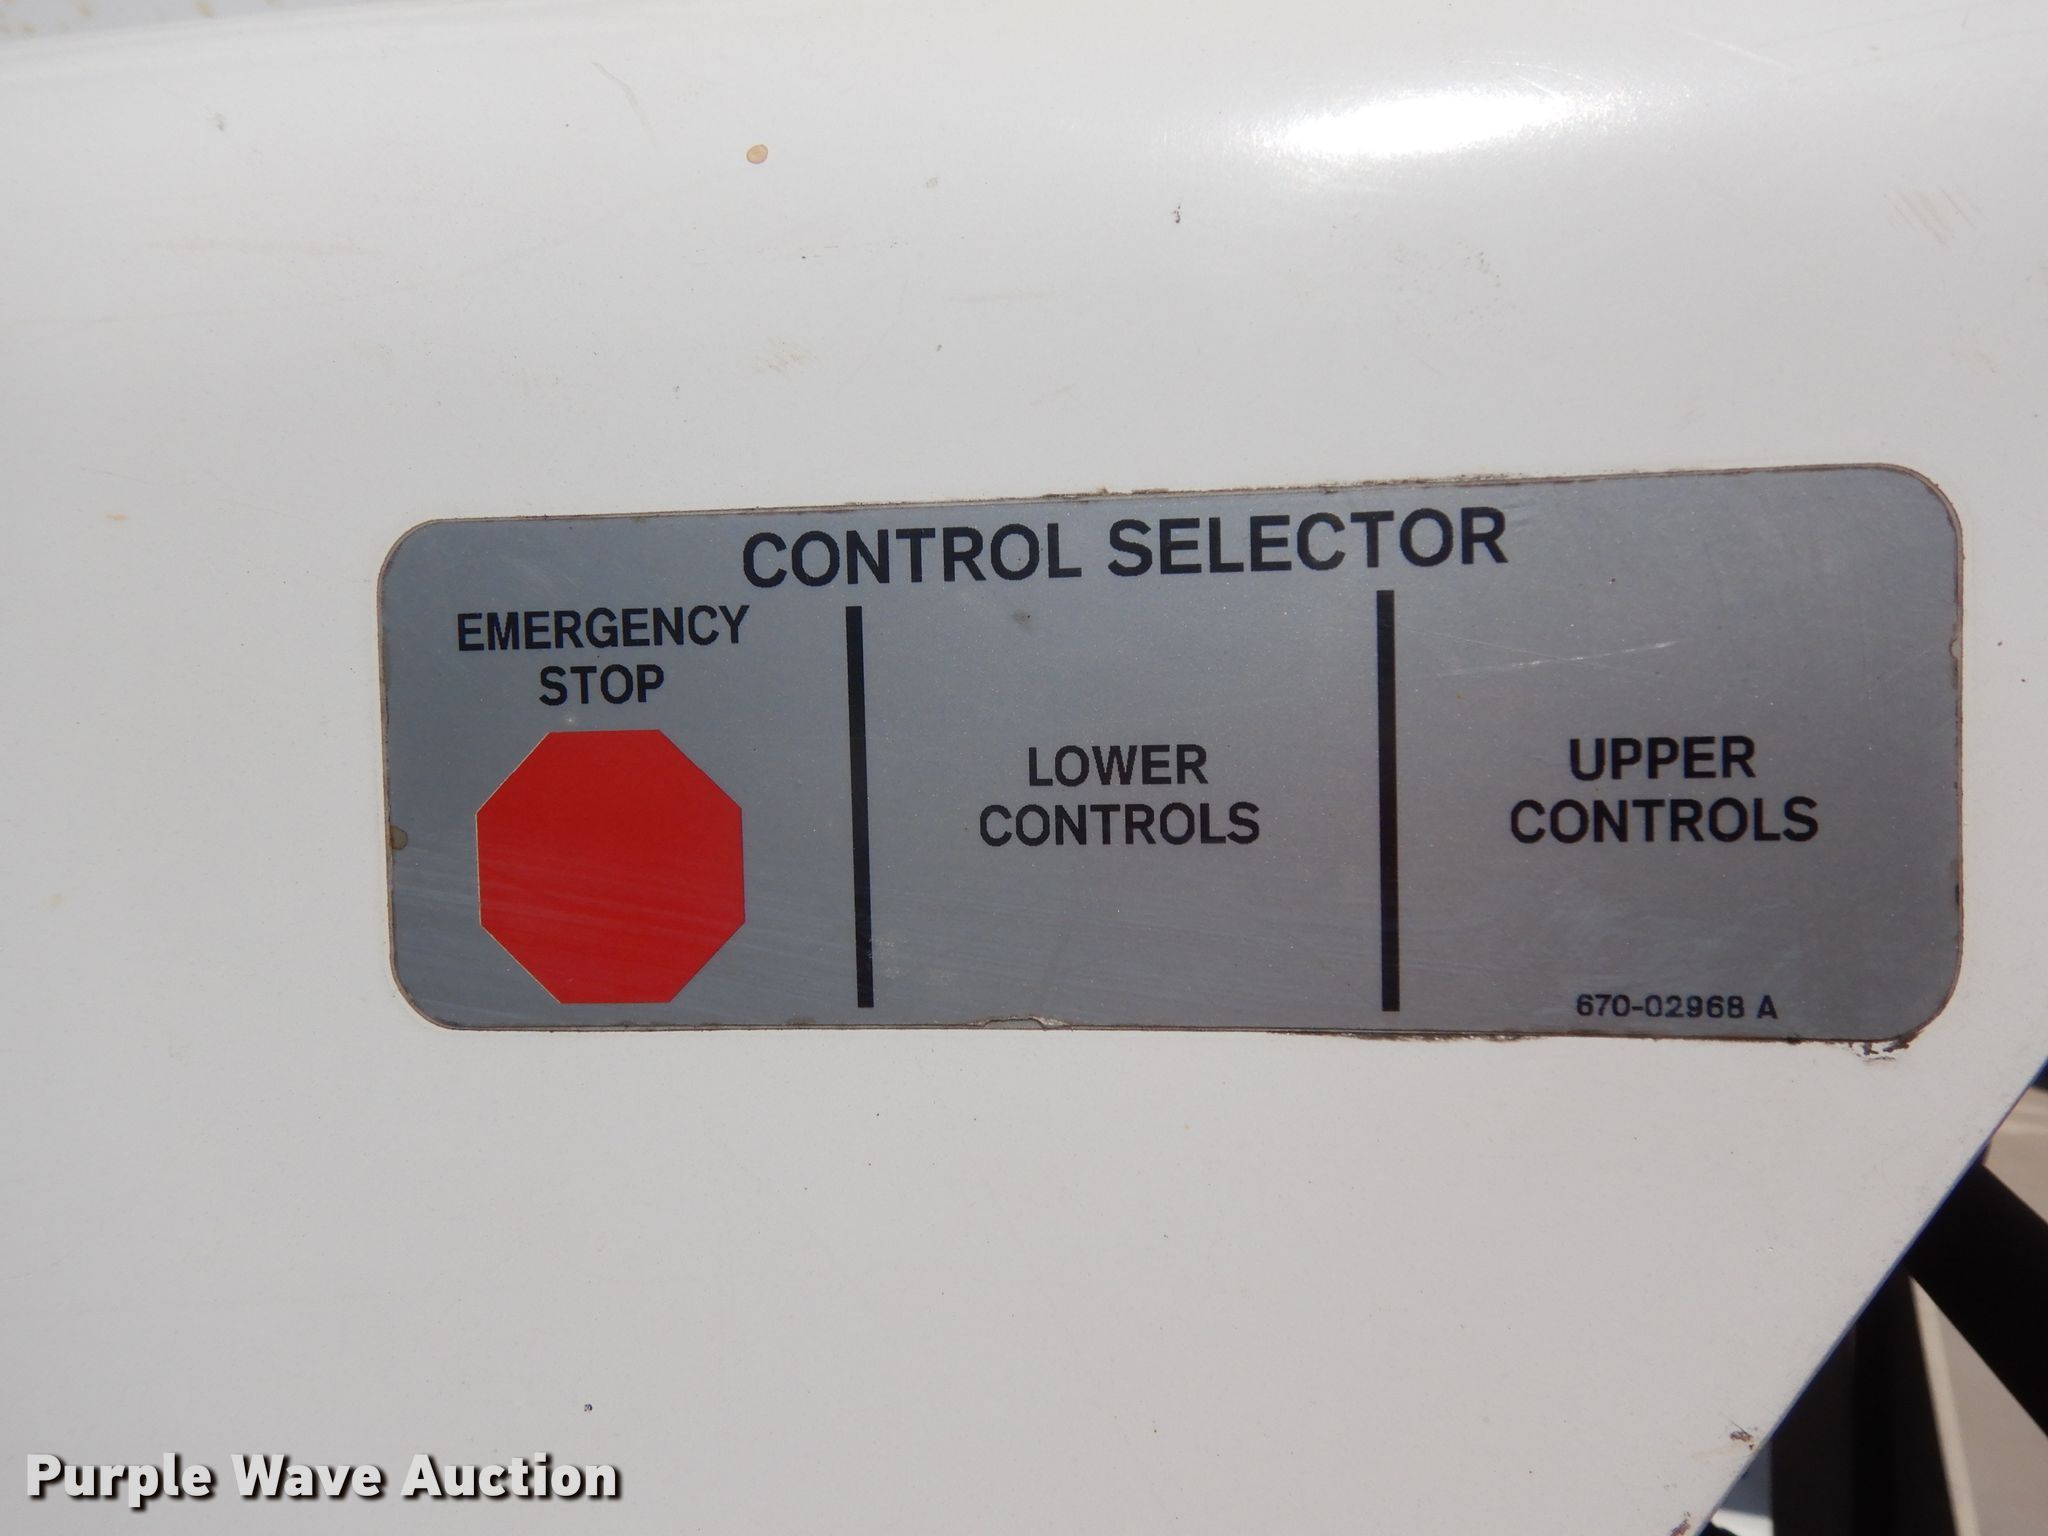 CONTROL SELECTOR
EMERGENCY
STOP
LOWER
CONTROLS
UPPER
CONTROLS
670-02968 A
Purple Wave Auction